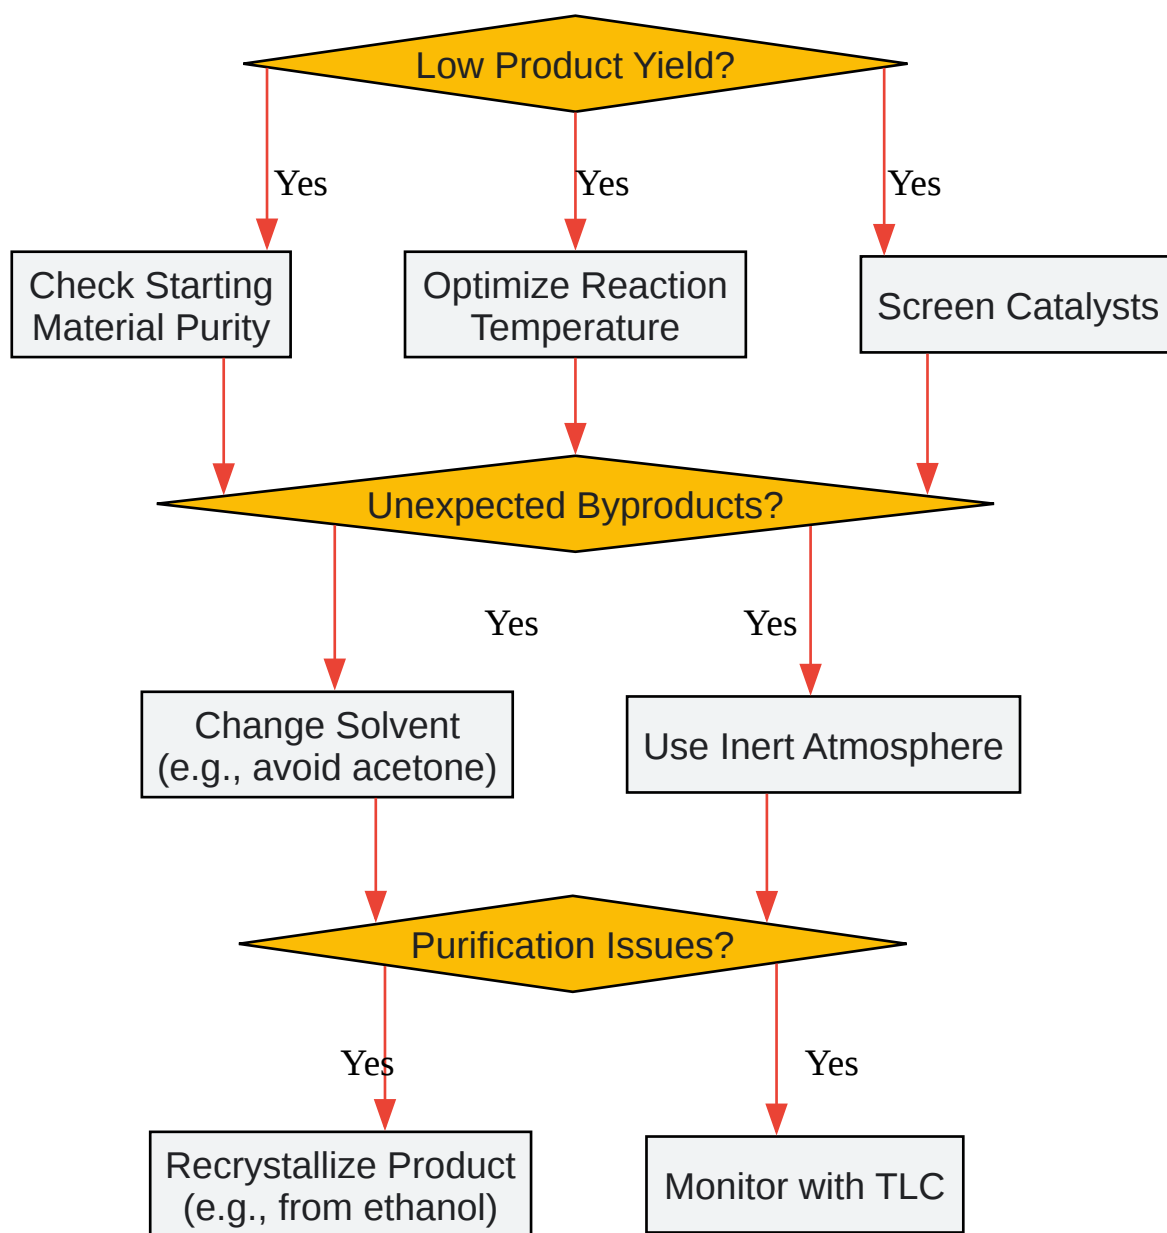 Low Product Yield?
Yes
Yes
Yes
Check Starting
Material Purity
Optimize Reaction
Temperature
Screen Catalysts
Unexpected Byproducts?
Yes
Yes
Change Solvent
(e.g., avoid acetone)
Use Inert Atmosphere
Purification Issues?
Yes
Yes
Recrystallize Product
(e.g., from ethanol)
Monitor with TLC